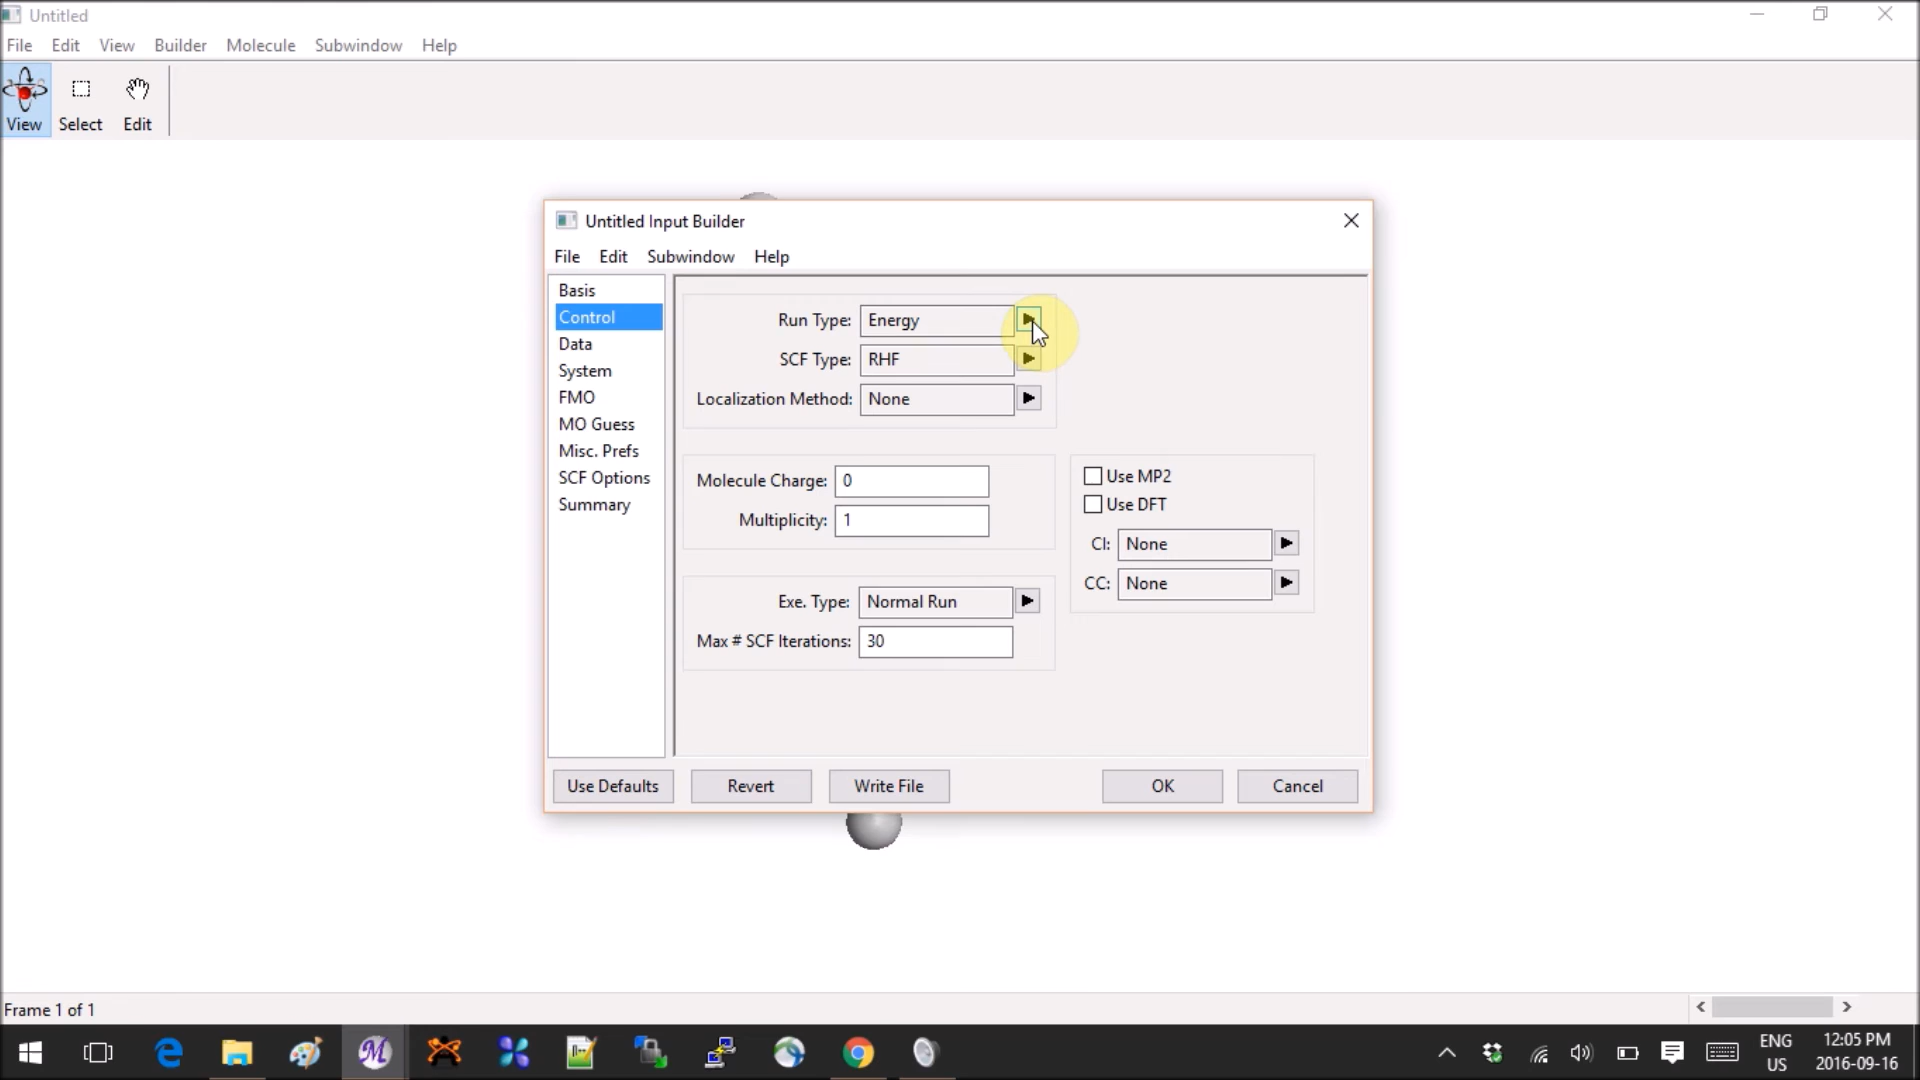 Untitled
File Edit View Builder Molecule Subwindow Help
View Select Edit
Untitled Input Builder
File Edit Subwindow Help
Basis
Control
Data
System
FMO
MO Guess
Misc. Prefs
SCF Options
Summary
Run Type: Energy
SCF Type: RHF
Localization Method: None
Molecule Charge: 0
Multiplicity: 1
Use MP2
Use DFT
CI: None
CC: None
Exe. Type: Normal Run
Max # SCF Iterations: 30
Use Defaults Revert Write File OK Cancel
Frame 1 of 1
ENG
US
12:05 PM
2016-09-16